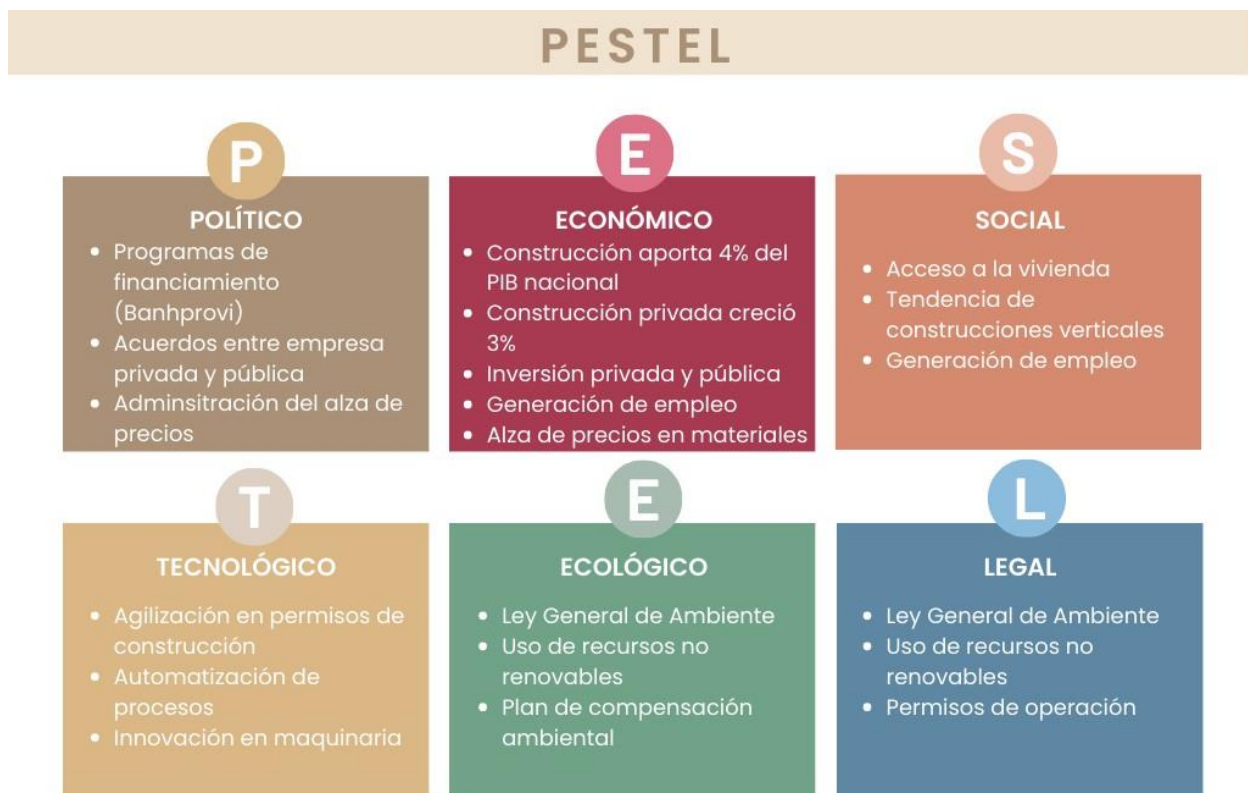 PESTEL
P
POLÍTICO
• Programas de
financiamiento
(Banhprovi)
• Acuerdos entre empresa
privada y pública
• Adminsitración del alza de
precios
E
ECONÓMICO
• Construcción aporta 4% del
PIB nacional
• Construcción privada creció
3%
• Inversión privada y pública
• Generación de empleo
• Alza de precios en materiales
S
SOCIAL
• Acceso a la vivienda
• Tendencia de
construcciones verticales
• Generación de empleo
T
TECNOLÓGICO
• Agilización en permisos de
construcción
• Automatización de
procesos
• Innovación en maquinaria
E
ECOLÓGICO
• Ley General de Ambiente
• Uso de recursos no
renovables
• Plan de compensación
ambiental
L
LEGAL
• Ley General de Ambiente
• Uso de recursos no
renovables
• Permisos de operación